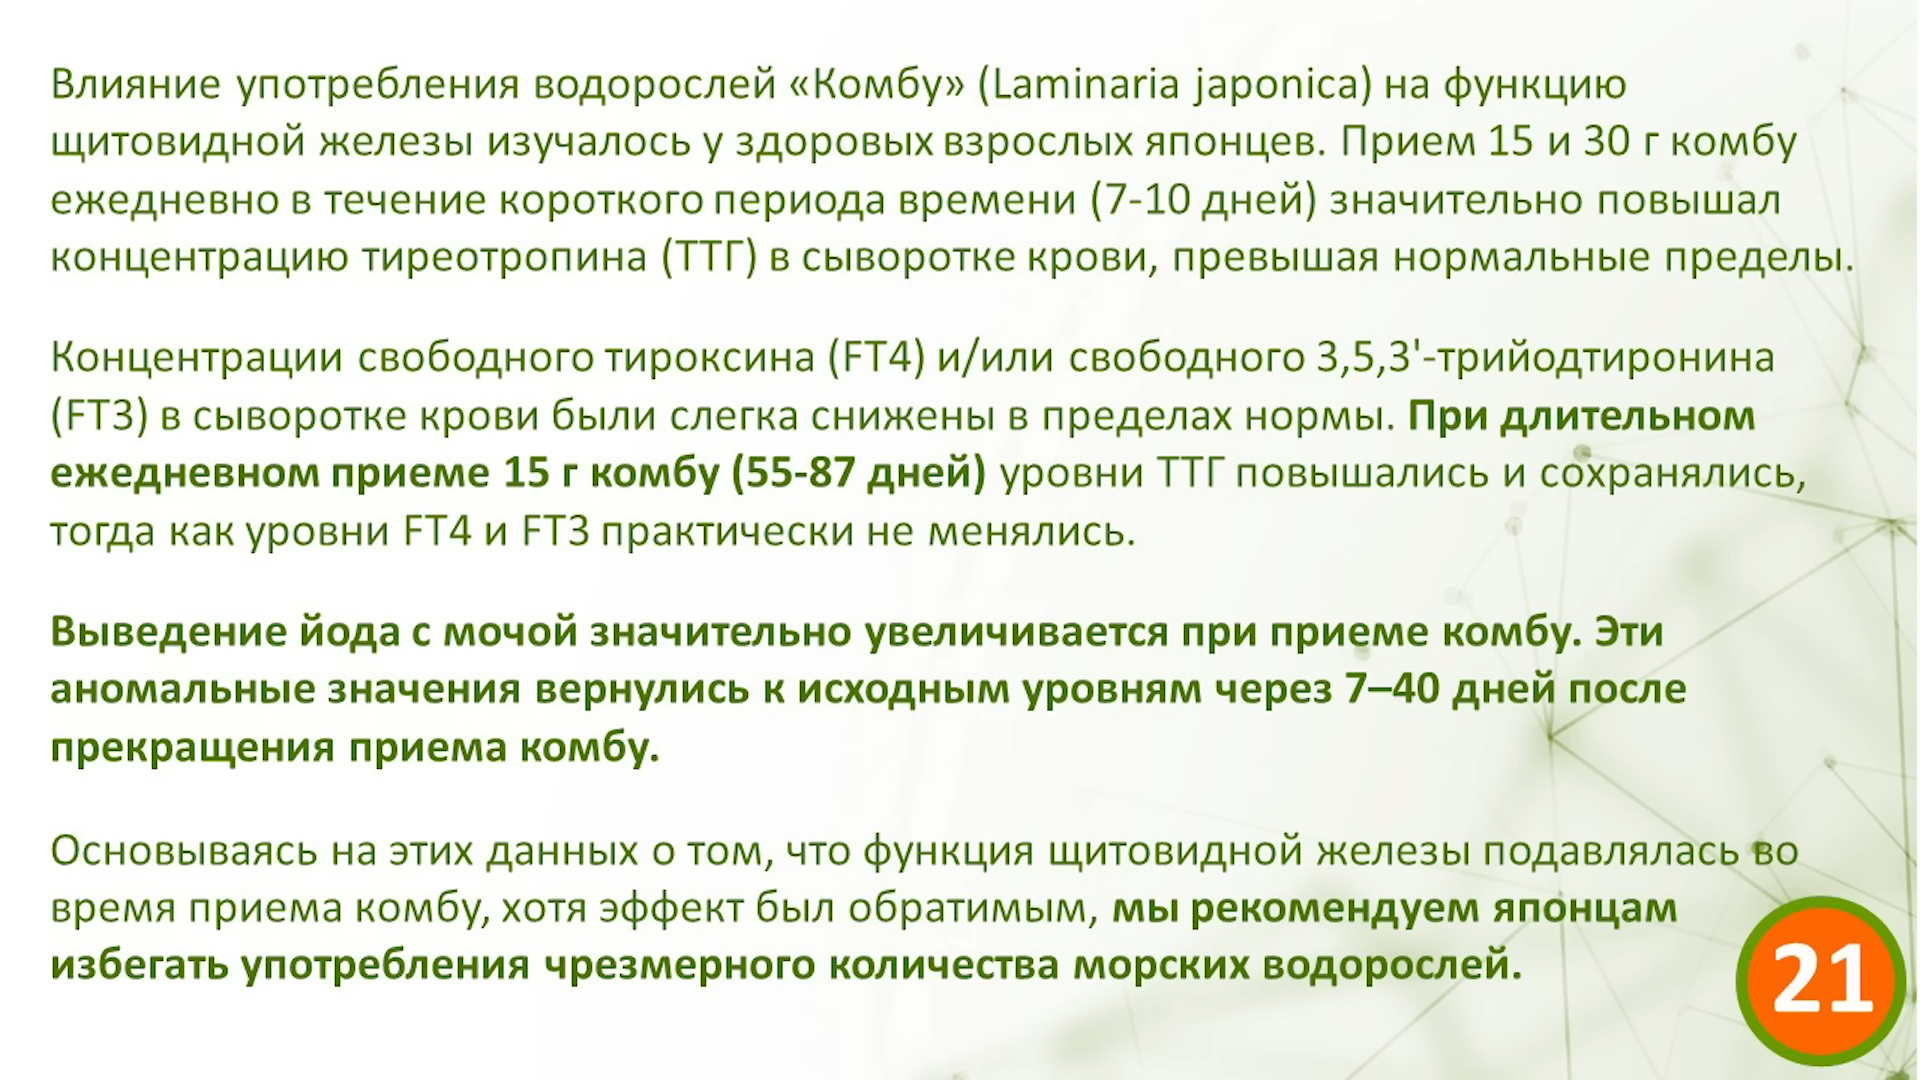 Влияние употребления водорослей «Комбу» (Laminaria japonica) на функцию
щитовидной железы изучалось у здоровых взрослых японцев. Прием 15 и 30 г комбу
ежедневно в течение короткого периода времени (7-10 дней) значительно повышал
концентрацию тиреотропина (ТТГ) в сыворотке крови, превышая нормальные пределы.
Концентрации свободного тироксина (FT4) и/или свободного 3,5,3'-трийодтиронина
(FT3) в сыворотке крови были слегка снижены в пределах нормы. При длительном
ежедневном приеме 15 г комбу (55-87 дней) уровни ТТГ повышались и сохранялись,
тогда как уровни FT4 и FT3 практически не менялись.
Выведение йода с мочой значительно увеличивается при приеме комбу. Эти
аномальные значения вернулись к исходным уровням через 7–40 дней после
прекращения приема комбу.
Основываясь на этих данных о том, что функция щитовидной железы подавлялась во
время приема комбу, хотя эффект был обратимым, мы рекомендуем японцам
избегать употребления чрезмерного количества морских водорослей.
21